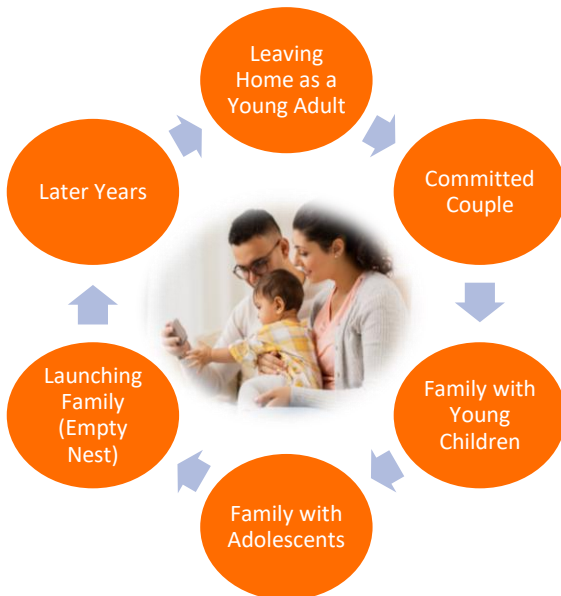 Leaving
Home as a
Young Adult
Committed
Couple
Family with
Young
Children
Family with
Adolescents
Launching
Family
(Empty
Nest)
Later Years